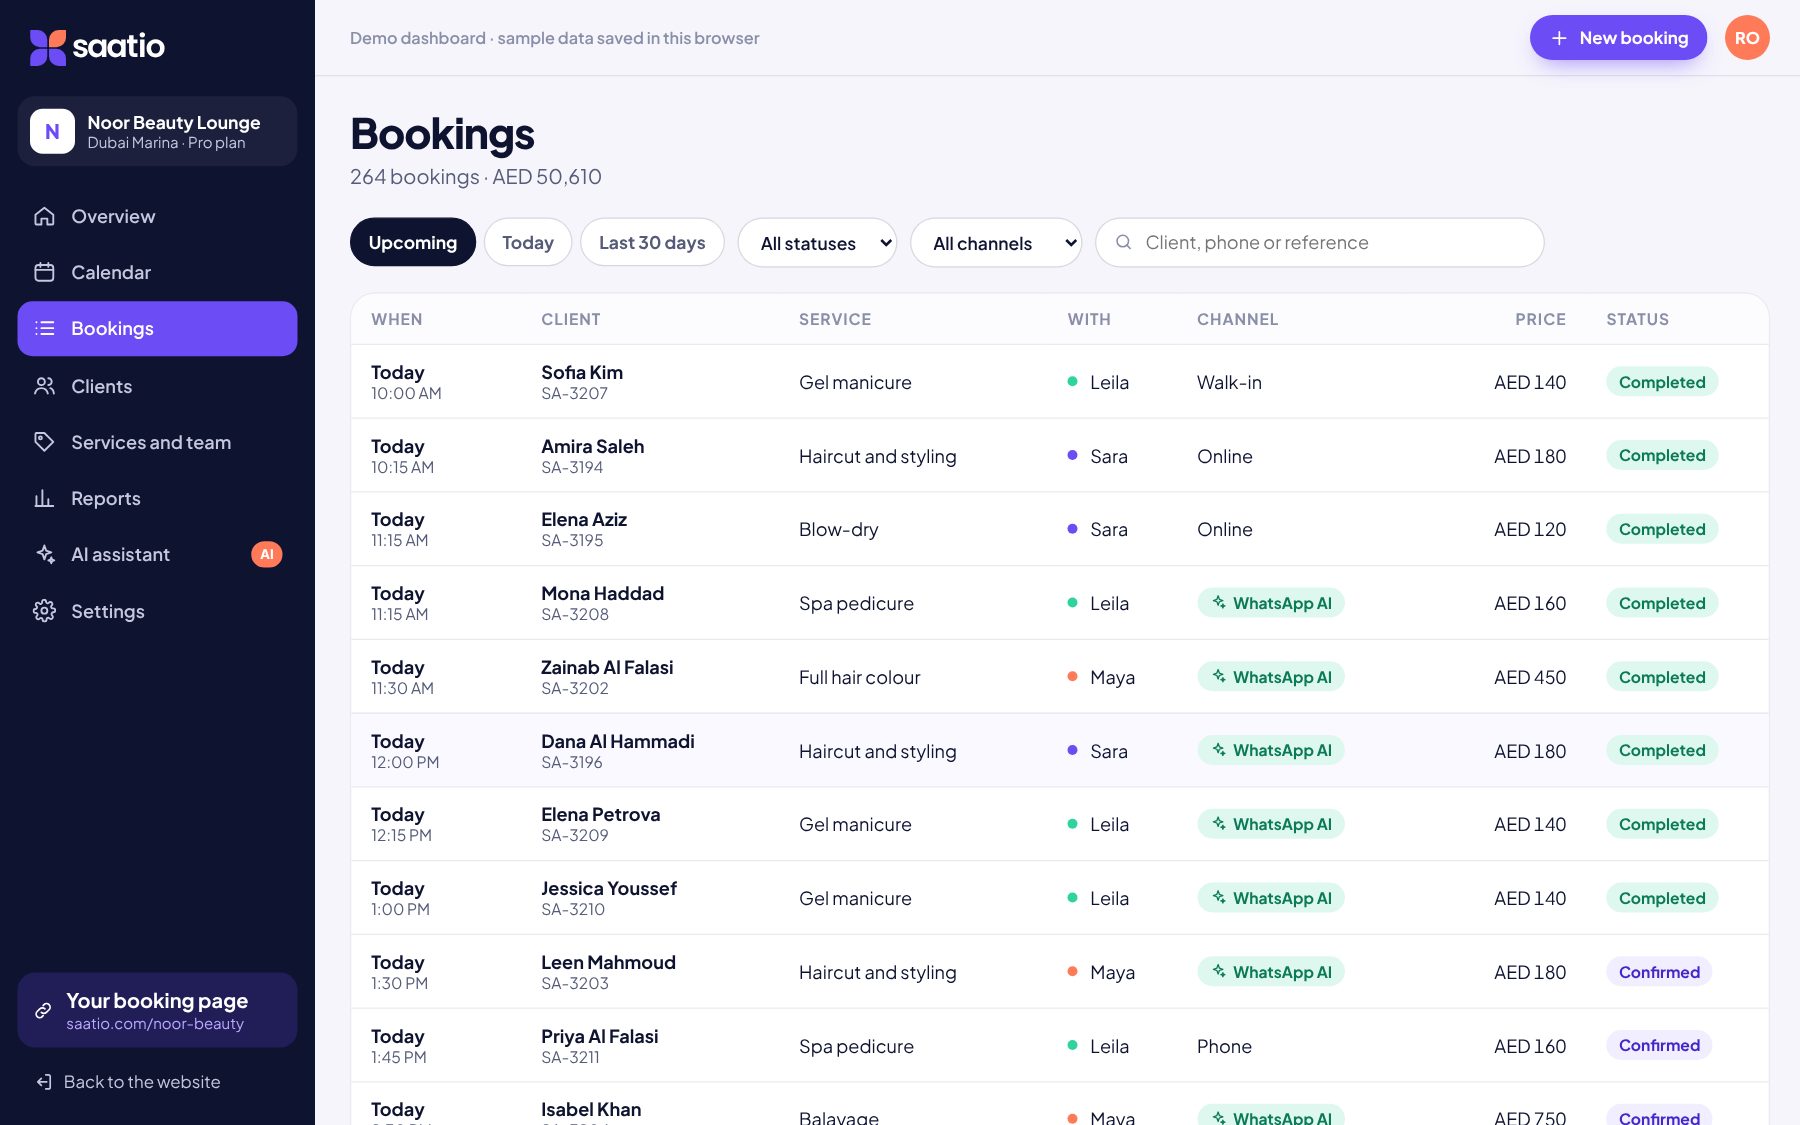 saatio
Demo dashboard · sample data saved in this browser
New booking
RO
N
Noor Beauty Lounge
Dubai Marina · Pro plan
Overview
Calendar
Bookings
Clients
Services and team
Reports
AI assistant AI
Settings
Your booking page
saatio.com/noor-beauty
Back to the website
Bookings
264 bookings · AED 50,610
Upcoming Today Last 30 days All statuses All channels Client, phone or reference
WHEN CLIENT SERVICE WITH CHANNEL PRICE STATUS
Today Sofia Kim
10:00 AM SA-3207
Gel manicure Leila Walk-in AED 140 Completed
Today Amira Saleh
10:15 AM SA-3194
Haircut and styling Sara Online AED 180 Completed
Today Elena Aziz
11:15 AM SA-3195
Blow-dry Sara Online AED 120 Completed
Today Mona Haddad
11:15 AM SA-3208
Spa pedicure Leila WhatsApp AI AED 160 Completed
Today Zainab Al Falasi
11:30 AM SA-3202
Full hair colour Maya WhatsApp AI AED 450 Completed
Today Dana Al Hammadi
12:00 PM SA-3196
Haircut and styling Sara WhatsApp AI AED 180 Completed
Today Elena Petrova
12:15 PM SA-3209
Gel manicure Leila WhatsApp AI AED 140 Completed
Today Jessica Youssef
1:00 PM SA-3210
Gel manicure Leila WhatsApp AI AED 140 Completed
Today Leen Mahmoud
1:30 PM SA-3203
Haircut and styling Maya WhatsApp AI AED 180 Confirmed
Today Priya Al Falasi
1:45 PM SA-3211
Spa pedicure Leila Phone AED 160 Confirmed
Today Isabel Khan
Balayage Maya WhatsApp AI AED 750 Confirmed